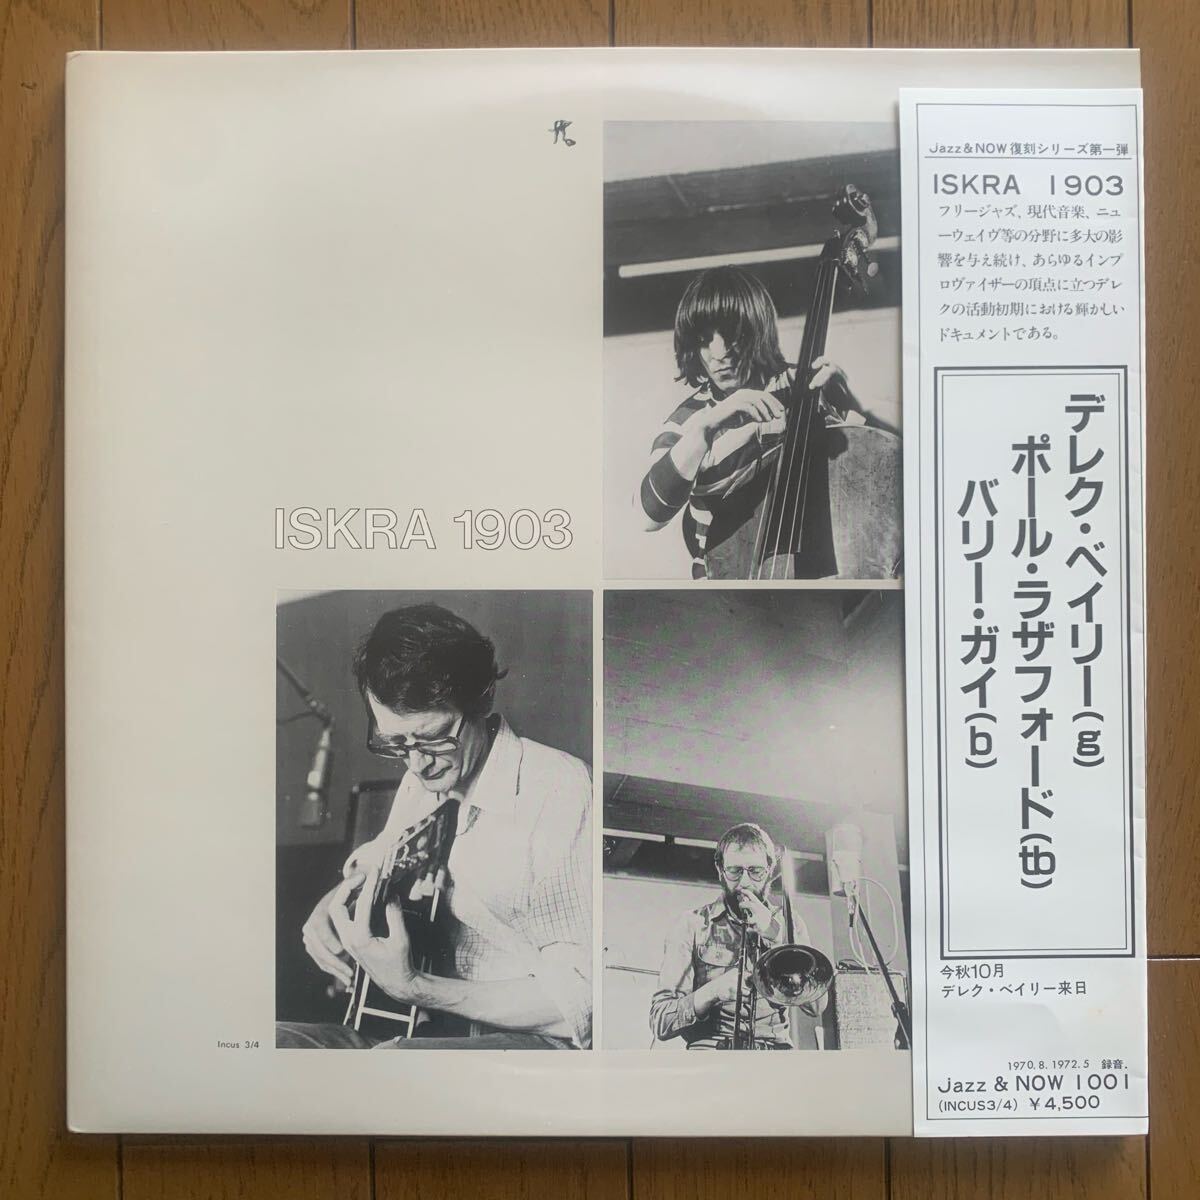 ISKRA 1903
Incus 3/4
Jazz&NOW復刻シリーズ第一弾
ISKRA 1903
フリージャズ、現代音楽、ニュ
ーウェイヴ等の分野に多大の影
響を与え続け、あらゆるインプ
ロヴァイザーの頂点に立つデレ
クの活動初期における輝かしい
ドキュメントである。
デレク・ベイリー(g)
ポール・ラザフォード(tb)
バリー・ガイ(b)
今秋10月
デレク・ベイリー来日
1970.8.1972.5 録音.
Jazz & NOW 1001
(INCUS3/4) ¥4,500